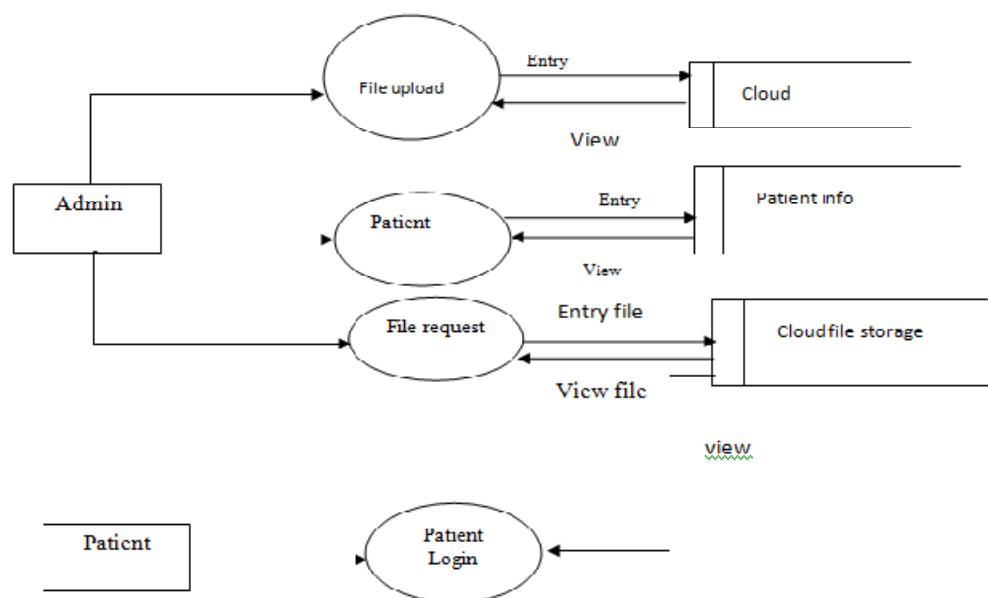 Entry
File upload
Cloud
View
Admin
Patient
Entry
Patient info
View
File request
Entry file
Cloud file storage
View file
view
Patient
Patient
Login